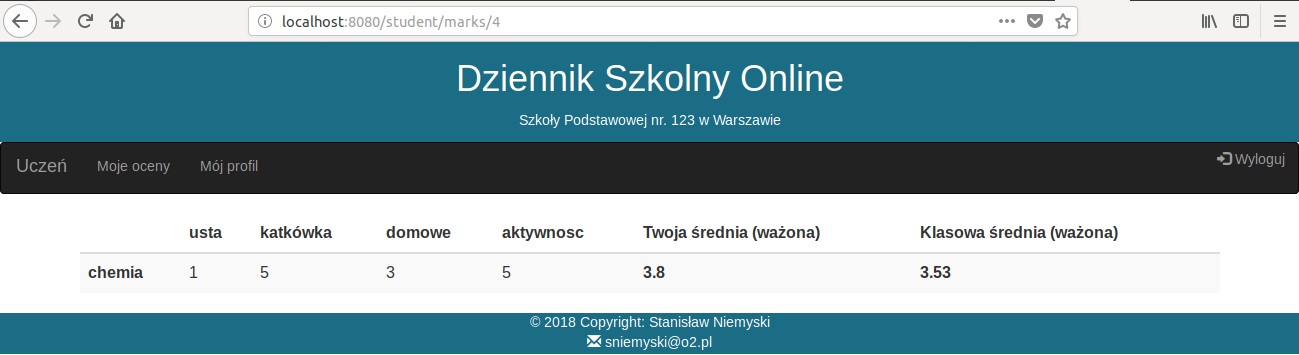 localhost:8080/student/marks/4
Dziennik Szkolny Online
Szkoły Podstawowej nr. 123 w Warszawie
Uczeń Moje oceny Mój profil Wyloguj
usta katkówka domowe aktywnosc Twoja średnia (ważona) Klasowa średnia (ważona)
chemia 1 5 3 5 3.8 3.53
© 2018 Copyright: Stanisław Niemyski
sniemyski@o2.pl